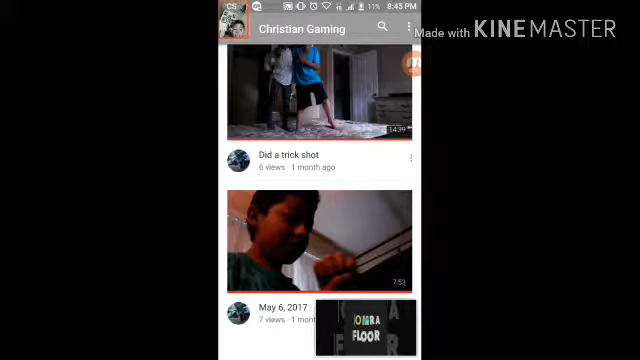 11% 8:45 PM
Made with KINEMASTER
Christian Gaming
14:39
Did a trick shot
6 views · 1 month ago
7:53
May 6, 2017
7 views · 1 mont
FLOOR